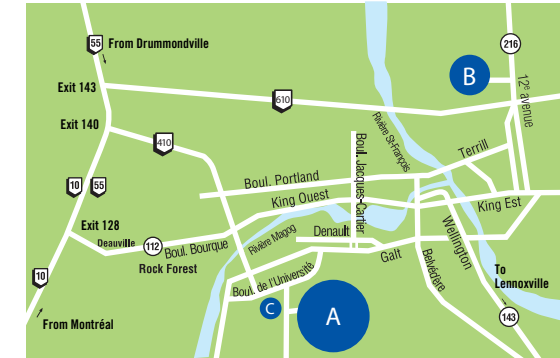 55
From Drummondville
216
B
Exit 143
610
12e avenue
Exit 140
410
Rivière St-François
Boul. Jacques-Cartier
Terrill
10
55
Boul. Portland
King Ouest
King Est
Exit 128
Deauville
112
Boul. Bourque
Rivière Magog
Denault
Wellington
Rock Forest
Galt
Belvédère
To
Lennoxville
10
Boul. de l'Université
C
A
143
From Montréal